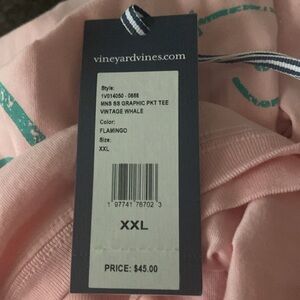 vineyardvines.com
Style:
1V014050 - 0688
MNS SS GRAPHIC PKT TEE
VINTAGE WHALE
Color:
FLAMINGO
Size:
XXL
1 97741 76702 3
XXL
PRICE: $45.00